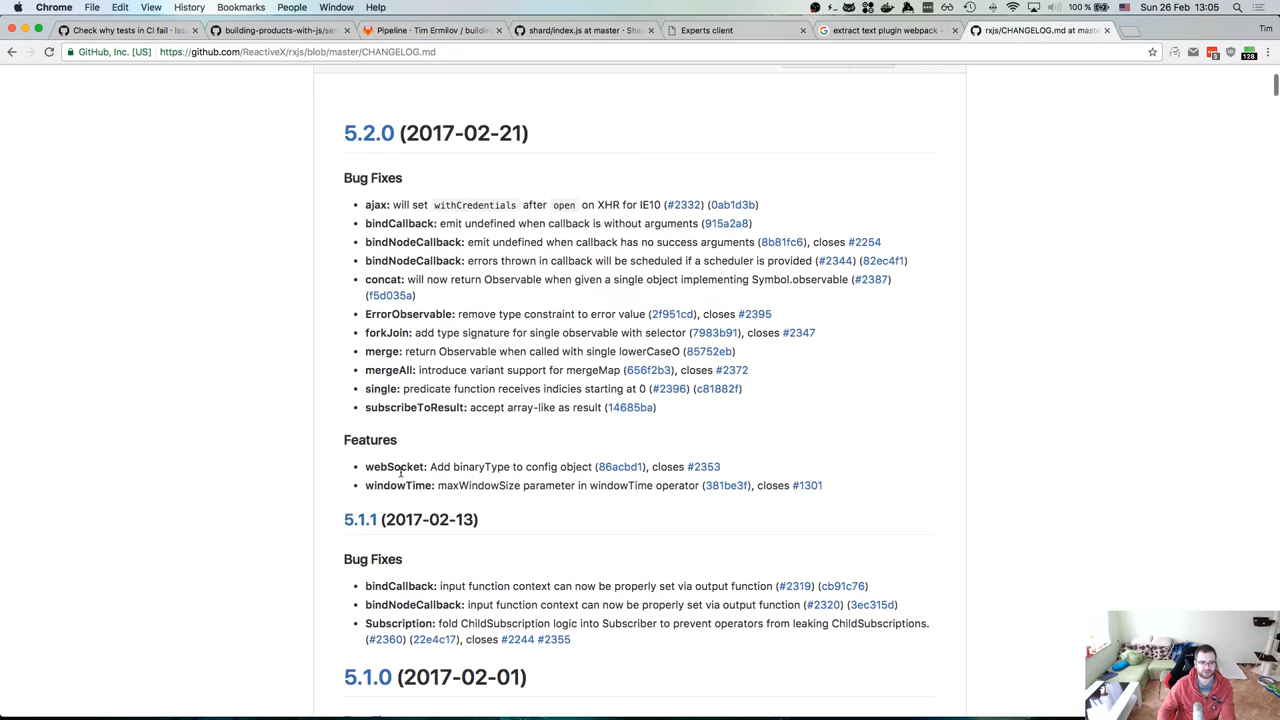 Chrome File Edit View History Bookmarks People Window Help 100% Sun 26 Feb 13:05
Check why tests in CI fail · Iss building-products-with-js/serv Pipeline · Tim Ermilov / buildin shard/index.js at master · Sha Experts client extract text plugin webpack - rxjs/CHANGELOG.md at maste Tim
GitHub, Inc. [US] https://github.com/ReactiveX/rxjs/blob/master/CHANGELOG.md 3 128
5.2.0 (2017-02-21)
Bug Fixes
• ajax: will set withCredentials after open on XHR for IE10 (#2332) (0ab1d3b)
• bindCallback: emit undefined when callback is without arguments (915a2a8)
• bindNodeCallback: emit undefined when callback has no success arguments (8b81fc6), closes #2254
• bindNodeCallback: errors thrown in callback will be scheduled if a scheduler is provided (#2344) (82ec4f1)
• concat: will now return Observable when given a single object implementing Symbol.observable (#2387)
(f5d035a)
• ErrorObservable: remove type constraint to error value (2f951cd), closes #2395
• forkJoin: add type signature for single observable with selector (7983b91), closes #2347
• merge: return Observable when called with single lowerCaseO (85752eb)
• mergeAll: introduce variant support for mergeMap (656f2b3), closes #2372
• single: predicate function receives indicies starting at 0 (#2396) (c81882f)
• subscribeToResult: accept array-like as result (14685ba)
Features
• webSocket: Add binaryType to config object (86acbd1), closes #2353
• windowTime: maxWindowSize parameter in windowTime operator (381be3f), closes #1301
5.1.1 (2017-02-13)
Bug Fixes
• bindCallback: input function context can now be properly set via output function (#2319) (cb91c76)
• bindNodeCallback: input function context can now be properly set via output function (#2320) (3ec315d)
• Subscription: fold ChildSubscription logic into Subscriber to prevent operators from leaking ChildSubscriptions.
(#2360) (22e4c17), closes #2244 #2355
5.1.0 (2017-02-01)